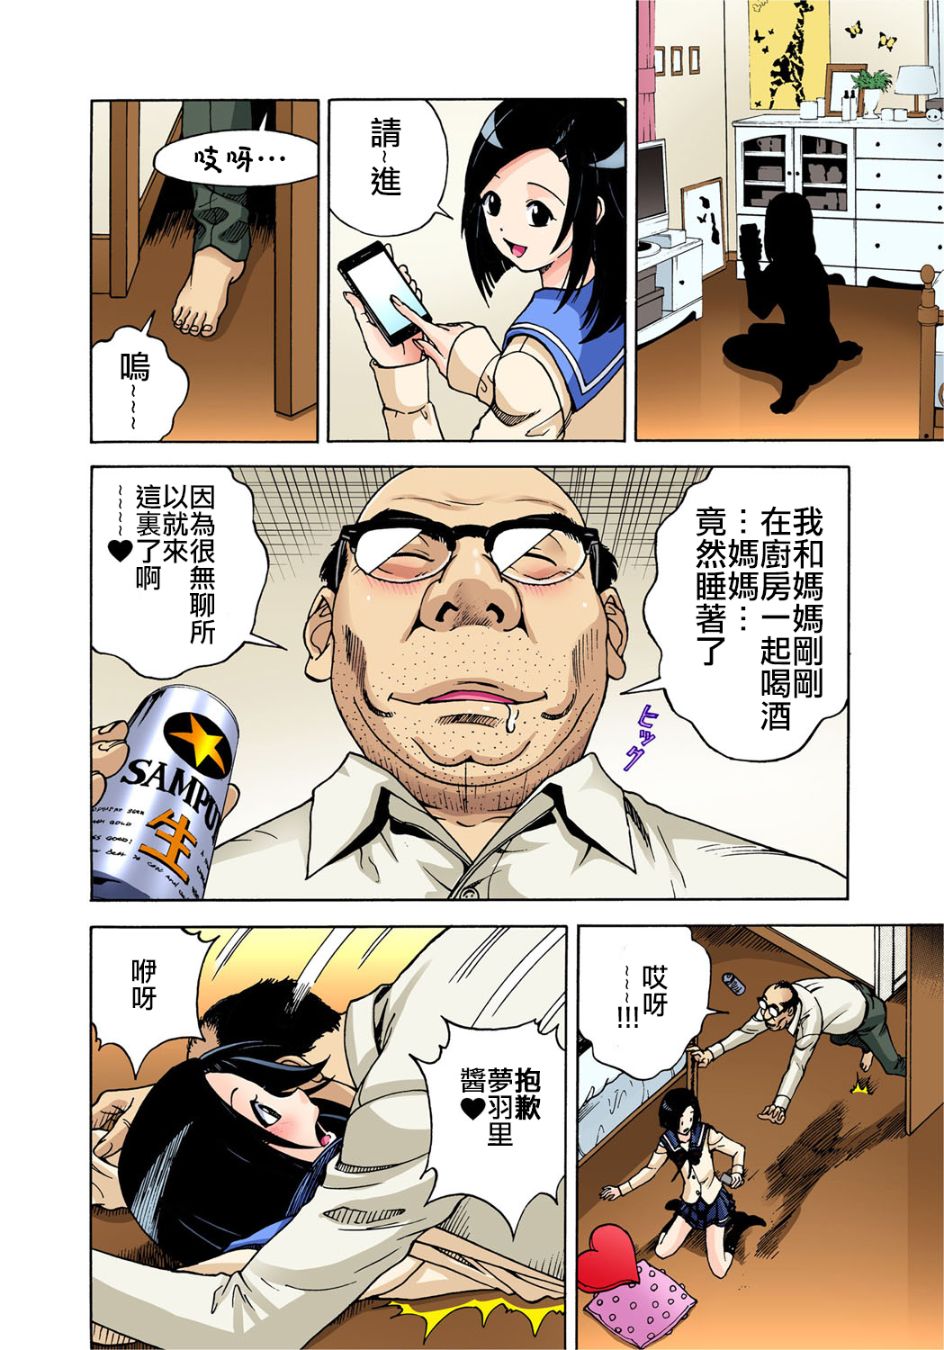 請~進
吱呀…
嗚~~~
我和媽媽剛剛
在廚房一起喝酒
…媽媽…
竟然睡著了
因為很無聊所
以就來
這裏了啊
~~~~~♥
ヒック
SAMPU
生
哎呀
~~~!!!
抱歉
夢羽里
醬♥
咿呀